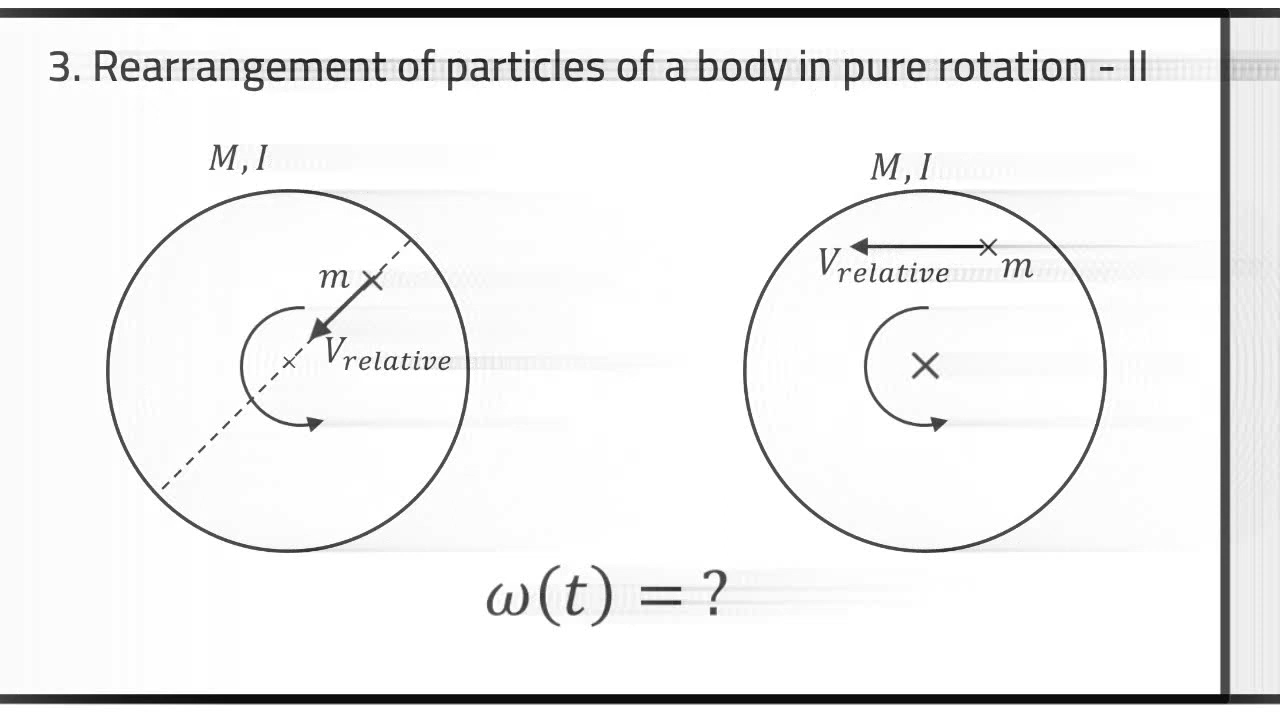 3. Rearrangement of particles of a body in pure rotation - II
M, I
m
V_relative
M, I
V_relative
m
ω(t) = ?